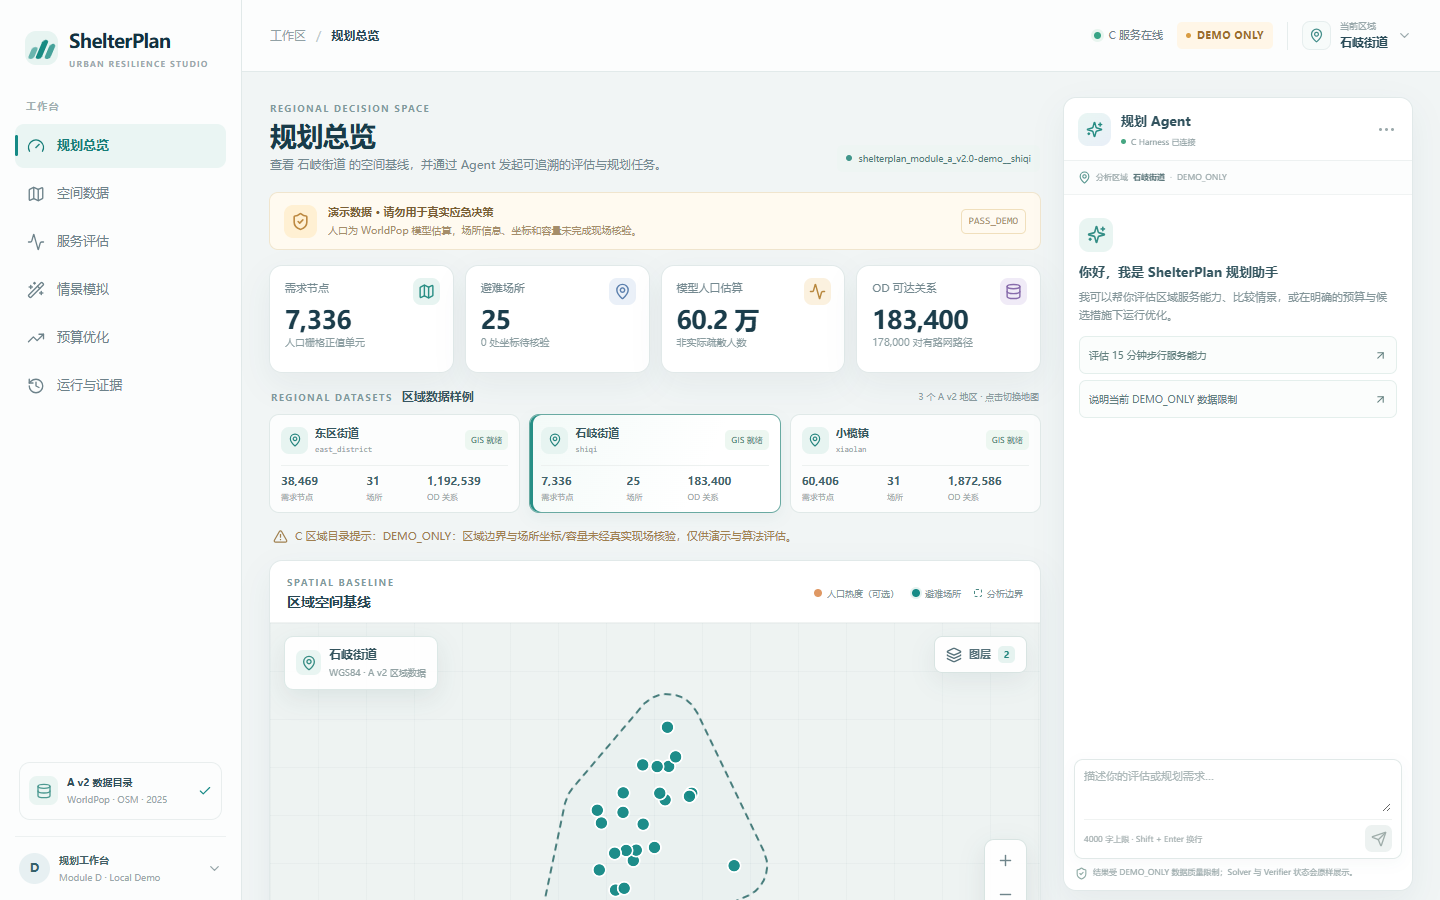 ShelterPlan
URBAN RESILIENCE STUDIO
工作台
规划总览
空间数据
服务评估
情景模拟
预算优化
运行与证据
A v2 数据目录
WorldPop · OSM · 2025
D
规划工作台
Module D · Local Demo
工作区 / 规划总览
C 服务在线
DEMO ONLY
当前区域
石岐街道
REGIONAL DECISION SPACE
规划总览
查看 石岐街道 的空间基线，并通过 Agent 发起可追溯的评估与规划任务。
shelterplan_module_a_v2.0-demo__shiqi
演示数据 · 请勿用于真实应急决策
人口为 WorldPop 模型估算，场所信息、坐标和容量未完成现场核验。
PASS_DEMO
需求节点
7,336
人口栅格正值单元
避难场所
25
0 处坐标待核验
模型人口估算
60.2 万
非实际疏散人数
OD 可达关系
183,400
178,000 对有路网路径
REGIONAL DATASETS 区域数据样例
3 个 A v2 地区 · 点击切换地图
东区街道
east_district
GIS 就绪
38,469
需求节点
31
场所
1,192,539
OD 关系
石岐街道
shiqi
GIS 就绪
7,336
需求节点
25
场所
183,400
OD 关系
小榄镇
xiaolan
GIS 就绪
60,406
需求节点
31
场所
1,872,586
OD 关系
C 区域目录提示：DEMO_ONLY：区域边界与场所坐标/容量未经真实现场核验，仅供演示与算法评估。
SPATIAL BASELINE
区域空间基线
人口热度（可选）
避难场所
分析边界
石岐街道
WGS84 · A v2 区域数据
图层 2
+
−
规划 Agent
C Harness 已连接
分析区域 石岐街道 · DEMO_ONLY
你好，我是 ShelterPlan 规划助手
我可以帮你评估区域服务能力、比较情景，或在明确的预算与候
选措施下运行优化。
评估 15 分钟步行服务能力
说明当前 DEMO_ONLY 数据限制
描述你的评估或规划需求...
4000 字上限 · Shift + Enter 换行
结果受 DEMO_ONLY 数据质量限制；Solver 与 Verifier 状态会原样展示。